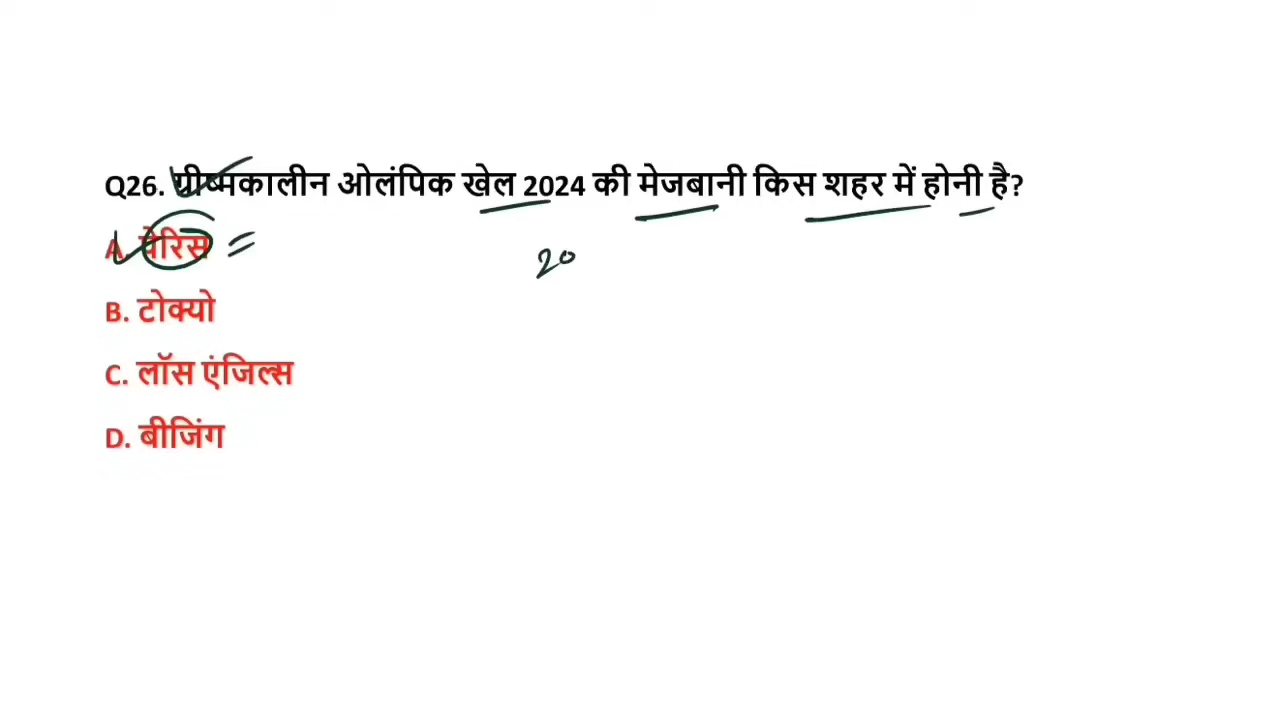 Q26. ग्रीष्मकालीन ओलंपिक खेल 2024 की मेजबानी किस शहर में होनी है?
A. पेरिस
20
B. टोक्यो
C. लॉस एंजिल्स
D. बीजिंग